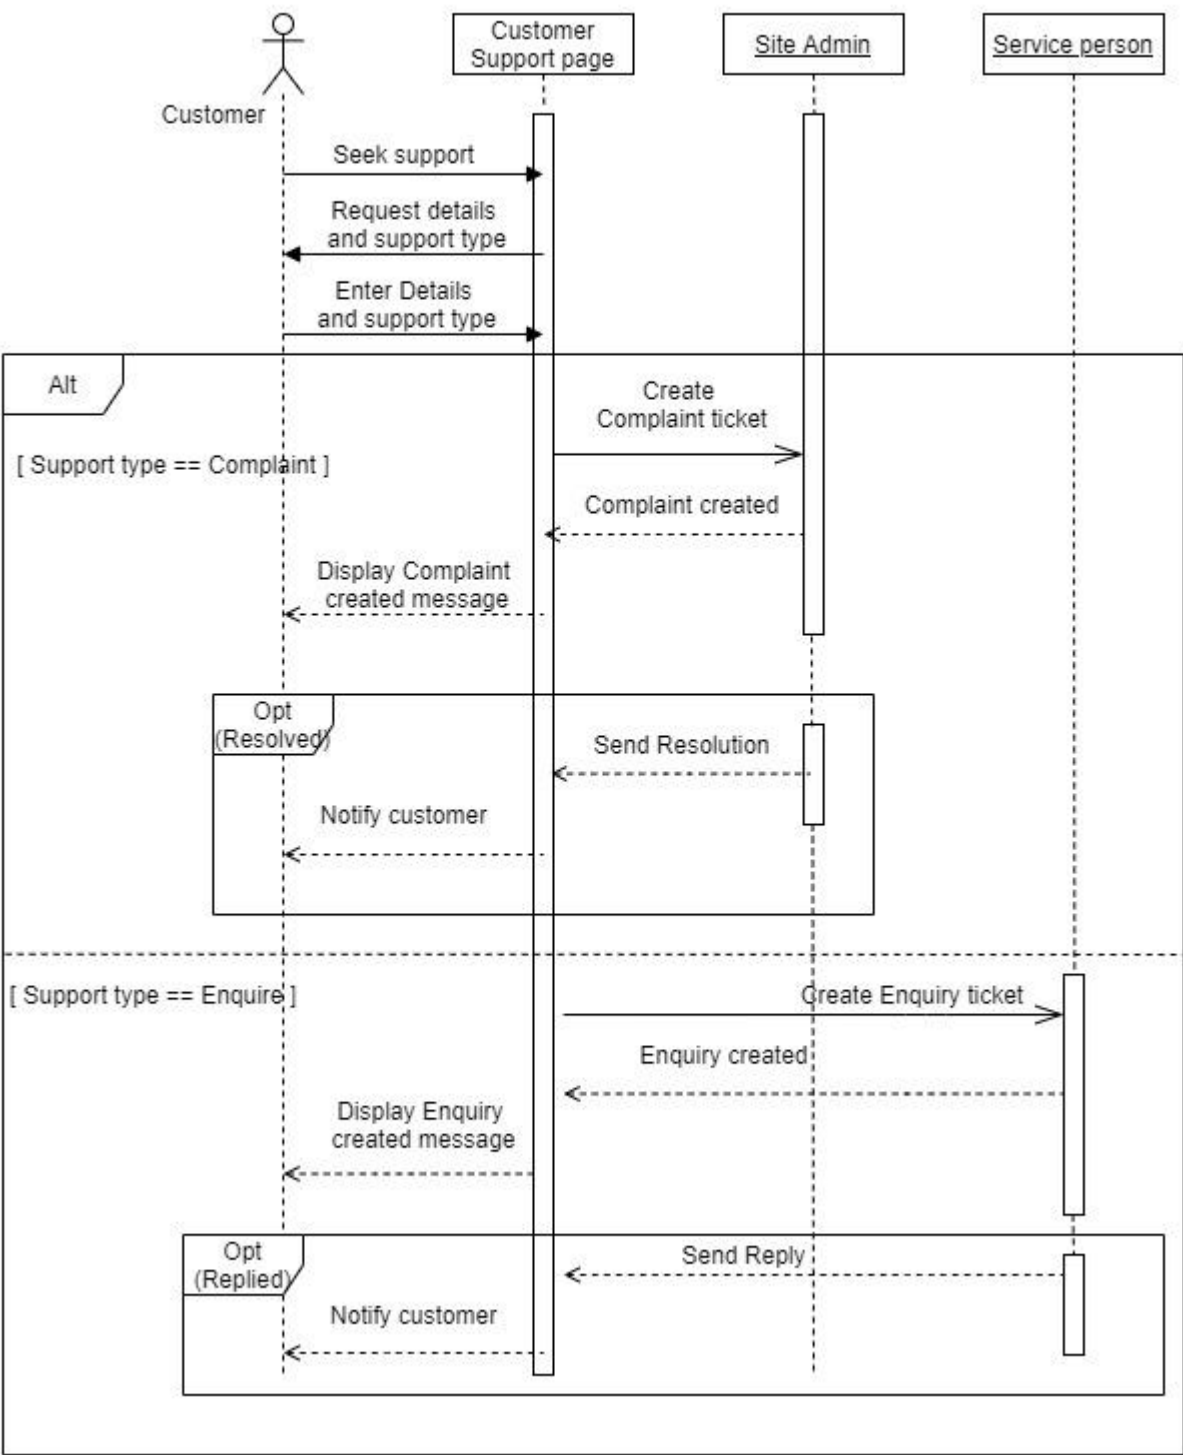 Customer
Support page
Site Admin
Service person
Customer
Seek support
Request details
and support type
Enter Details
and support type
Alt
Create
Complaint ticket
[ Support type == Complaint ]
Complaint created
Display Complaint
created message
Opt
(Resolved)
Send Resolution
Notify customer
[ Support type == Enquire ]
Create Enquiry ticket
Enquiry created
Display Enquiry
created message
Opt
(Replied)
Send Reply
Notify customer